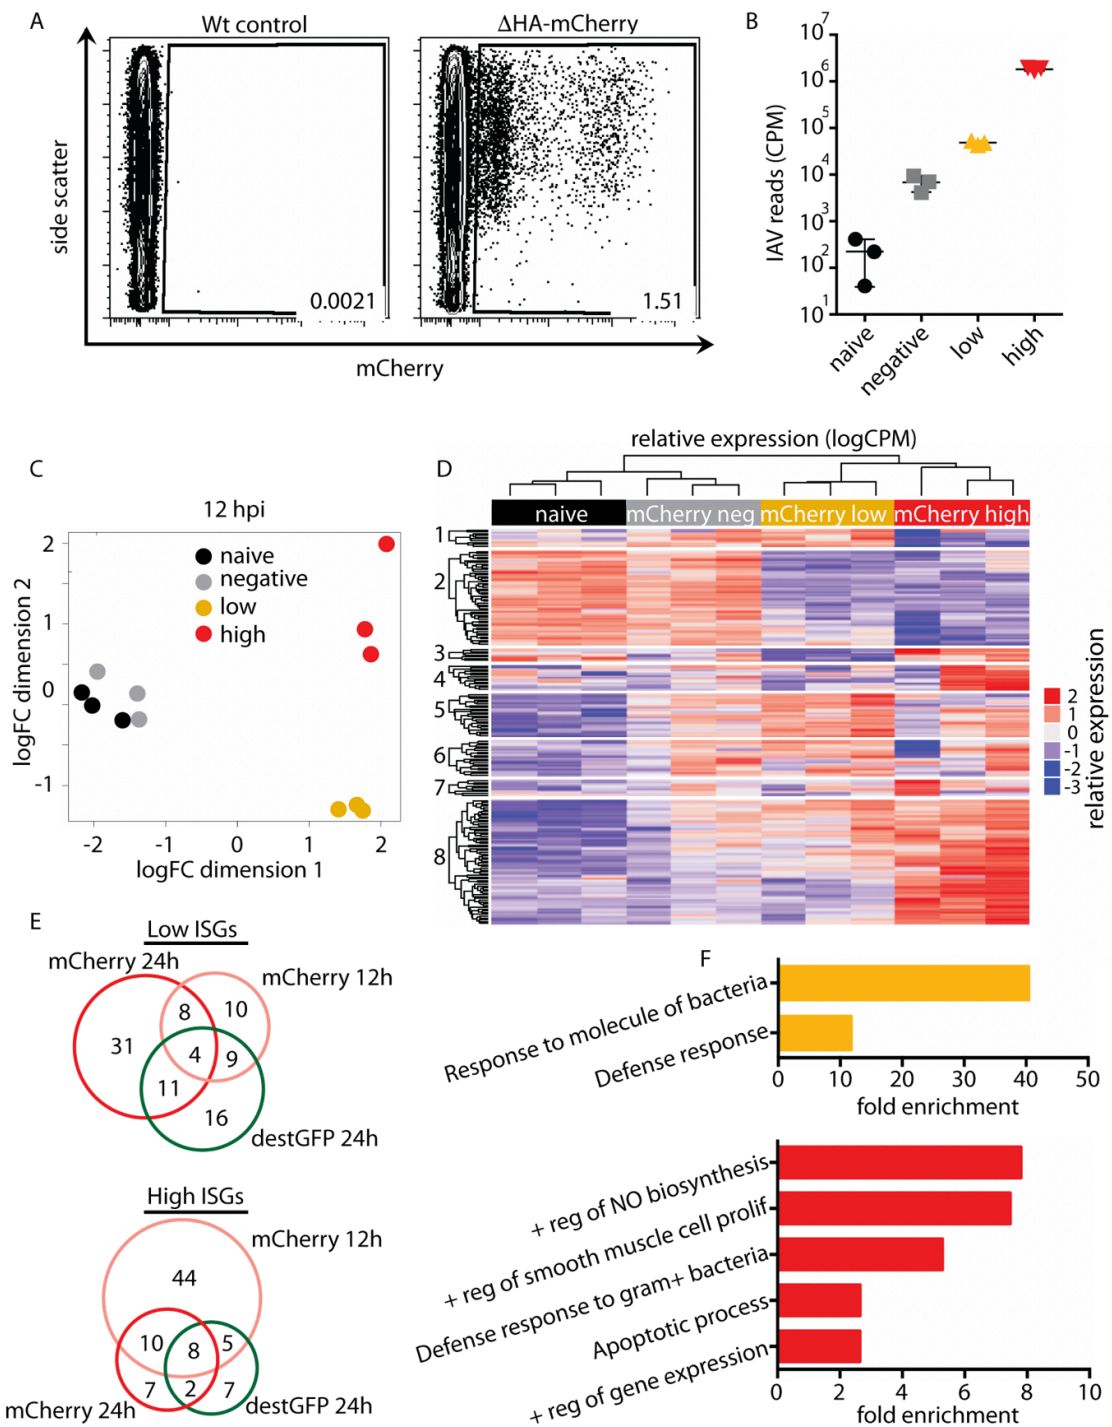 A
Wt control
ΔHA-mCherry
side scatter
0.0021
1.51
mCherry
B
IAV reads (CPM)
10^7
10^6
10^5
10^4
10^3
10^2
10^1
naive
negative
low
high
C
12 hpi
naive
negative
low
high
logFC dimension 2
2
1
0
-1
-2
-1
0
1
2
logFC dimension 1
D
relative expression (logCPM)
naive
mCherry neg
mCherry low
mCherry high
1
2
3
4
5
6
7
8
2
1
0
-1
-2
-3
relative expression
E
Low ISGs
mCherry 24h
mCherry 12h
8
10
31
4
9
11
16
destGFP 24h
High ISGs
mCherry 12h
44
10
8
5
7
2
7
mCherry 24h
destGFP 24h
F
Response to molecule of bacteria
Defense response
0
10
20
30
40
50
fold enrichment
+ reg of NO biosynthesis
+ reg of smooth muscle cell prolif
Defense response to gram+ bacteria
Apoptotic process
+ reg of gene expression
0
2
4
6
8
10
fold enrichment